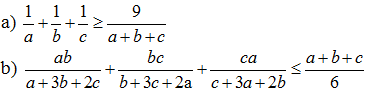 a) 1/a + 1/b + 1/c ≥ 9/(a+b+c)
b) ab/(a+3b+2c) + bc/(b+3c+2a) + ca/(c+3a+2b) ≤ (a+b+c)/6